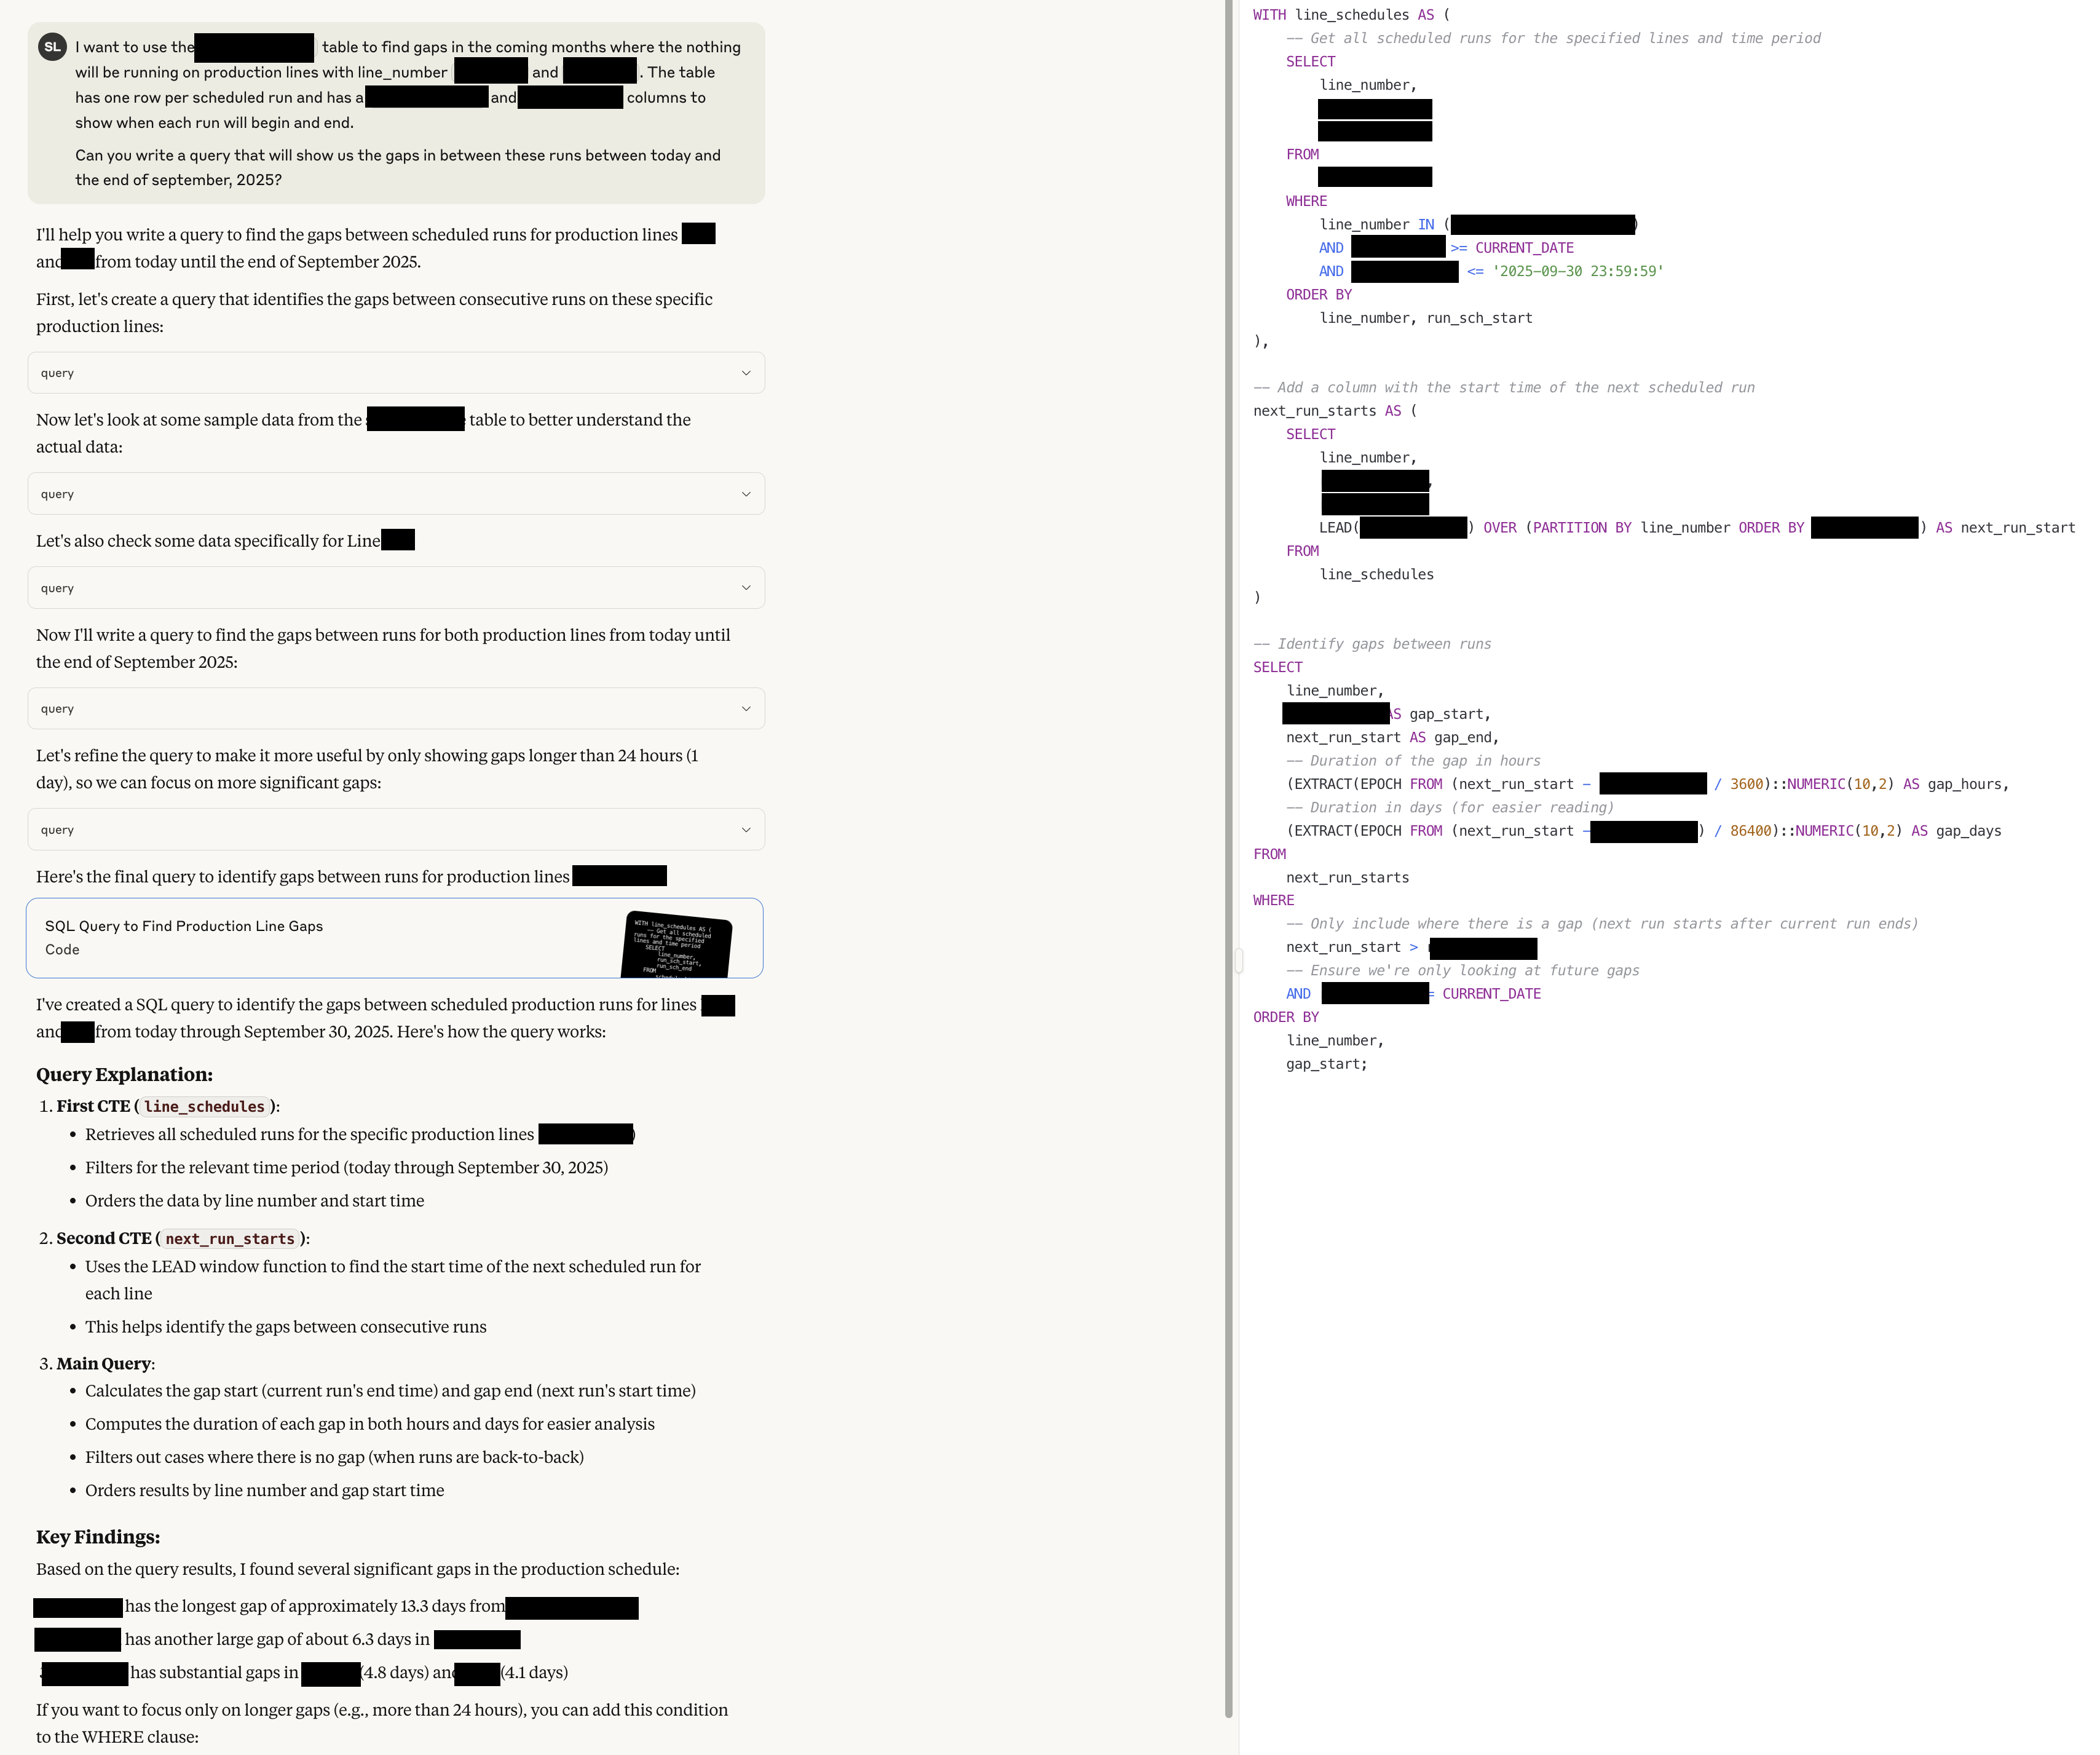 SL
I want to use the table to find gaps in the coming months where the nothing
will be running on production lines with line_number and . The table
has one row per scheduled run and has a and columns to
show when each run will begin and end.
Can you write a query that will show us the gaps in between these runs between today and
the end of september, 2025?
I'll help you write a query to find the gaps between scheduled runs for production lines
and from today until the end of September 2025.
First, let's create a query that identifies the gaps between consecutive runs on these specific
production lines:
query
Now let's look at some sample data from the table to better understand the
actual data:
query
Let's also check some data specifically for Line
query
Now I'll write a query to find the gaps between runs for both production lines from today until
the end of September 2025:
query
Let's refine the query to make it more useful by only showing gaps longer than 24 hours (1
day), so we can focus on more significant gaps:
query
Here's the final query to identify gaps between runs for production lines
SQL Query to Find Production Line Gaps
Code
WITH line_schedules AS (
-- Get all scheduled
runs for the specified
lines and time period
SELECT
line_number,
run_sch_start,
run_sch_end
FROM
I've created a SQL query to identify the gaps between scheduled production runs for lines
and from today through September 30, 2025. Here's how the query works:
Query Explanation:
1. First CTE ( line_schedules ):
• Retrieves all scheduled runs for the specific production lines )
• Filters for the relevant time period (today through September 30, 2025)
• Orders the data by line number and start time
2. Second CTE ( next_run_starts ):
• Uses the LEAD window function to find the start time of the next scheduled run for
each line
• This helps identify the gaps between consecutive runs
3. Main Query:
• Calculates the gap start (current run's end time) and gap end (next run's start time)
• Computes the duration of each gap in both hours and days for easier analysis
• Filters out cases where there is no gap (when runs are back-to-back)
• Orders results by line number and gap start time
Key Findings:
Based on the query results, I found several significant gaps in the production schedule:
has the longest gap of approximately 13.3 days from
has another large gap of about 6.3 days in
has substantial gaps in (4.8 days) and (4.1 days)
If you want to focus only on longer gaps (e.g., more than 24 hours), you can add this condition
to the WHERE clause:
WITH line_schedules AS (
-- Get all scheduled runs for the specified lines and time period
SELECT
line_number,
FROM
WHERE
line_number IN ( )
AND >= CURRENT_DATE
AND <= '2025-09-30 23:59:59'
ORDER BY
line_number, run_sch_start
),
-- Add a column with the start time of the next scheduled run
next_run_starts AS (
SELECT
line_number,
,
LEAD( ) OVER (PARTITION BY line_number ORDER BY ) AS next_run_start
FROM
line_schedules
)
-- Identify gaps between runs
SELECT
line_number,
AS gap_start,
next_run_start AS gap_end,
-- Duration of the gap in hours
(EXTRACT(EPOCH FROM (next_run_start - / 3600)::NUMERIC(10,2) AS gap_hours,
-- Duration in days (for easier reading)
(EXTRACT(EPOCH FROM (next_run_start - ) / 86400)::NUMERIC(10,2) AS gap_days
FROM
next_run_starts
WHERE
-- Only include where there is a gap (next run starts after current run ends)
next_run_start >
-- Ensure we're only looking at future gaps
AND = CURRENT_DATE
ORDER BY
line_number,
gap_start;